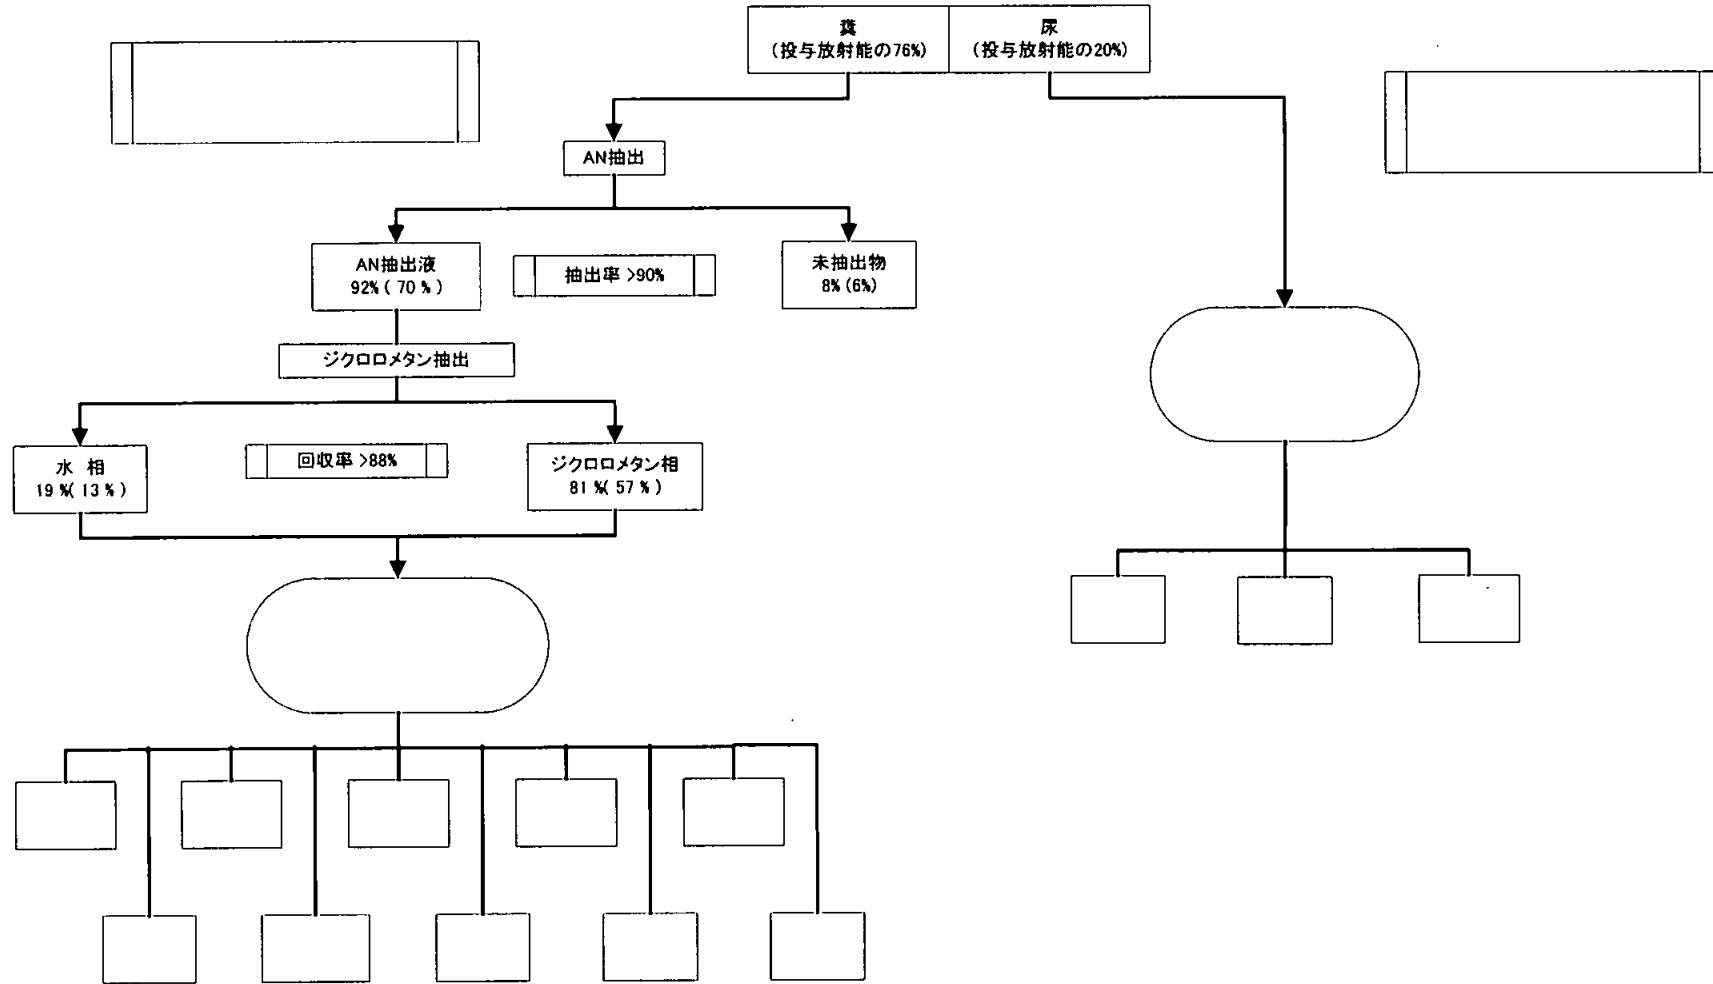 糞
(投与放射能の76%)
尿
(投与放射能の20%)
AN抽出
AN抽出液
92% ( 70 % )
抽出率 >90%
未抽出物
8% (6%)
ジクロロメタン抽出
水 相
19 %( 13 % )
回収率 >88%
ジクロロメタン相
81 %( 57 % )